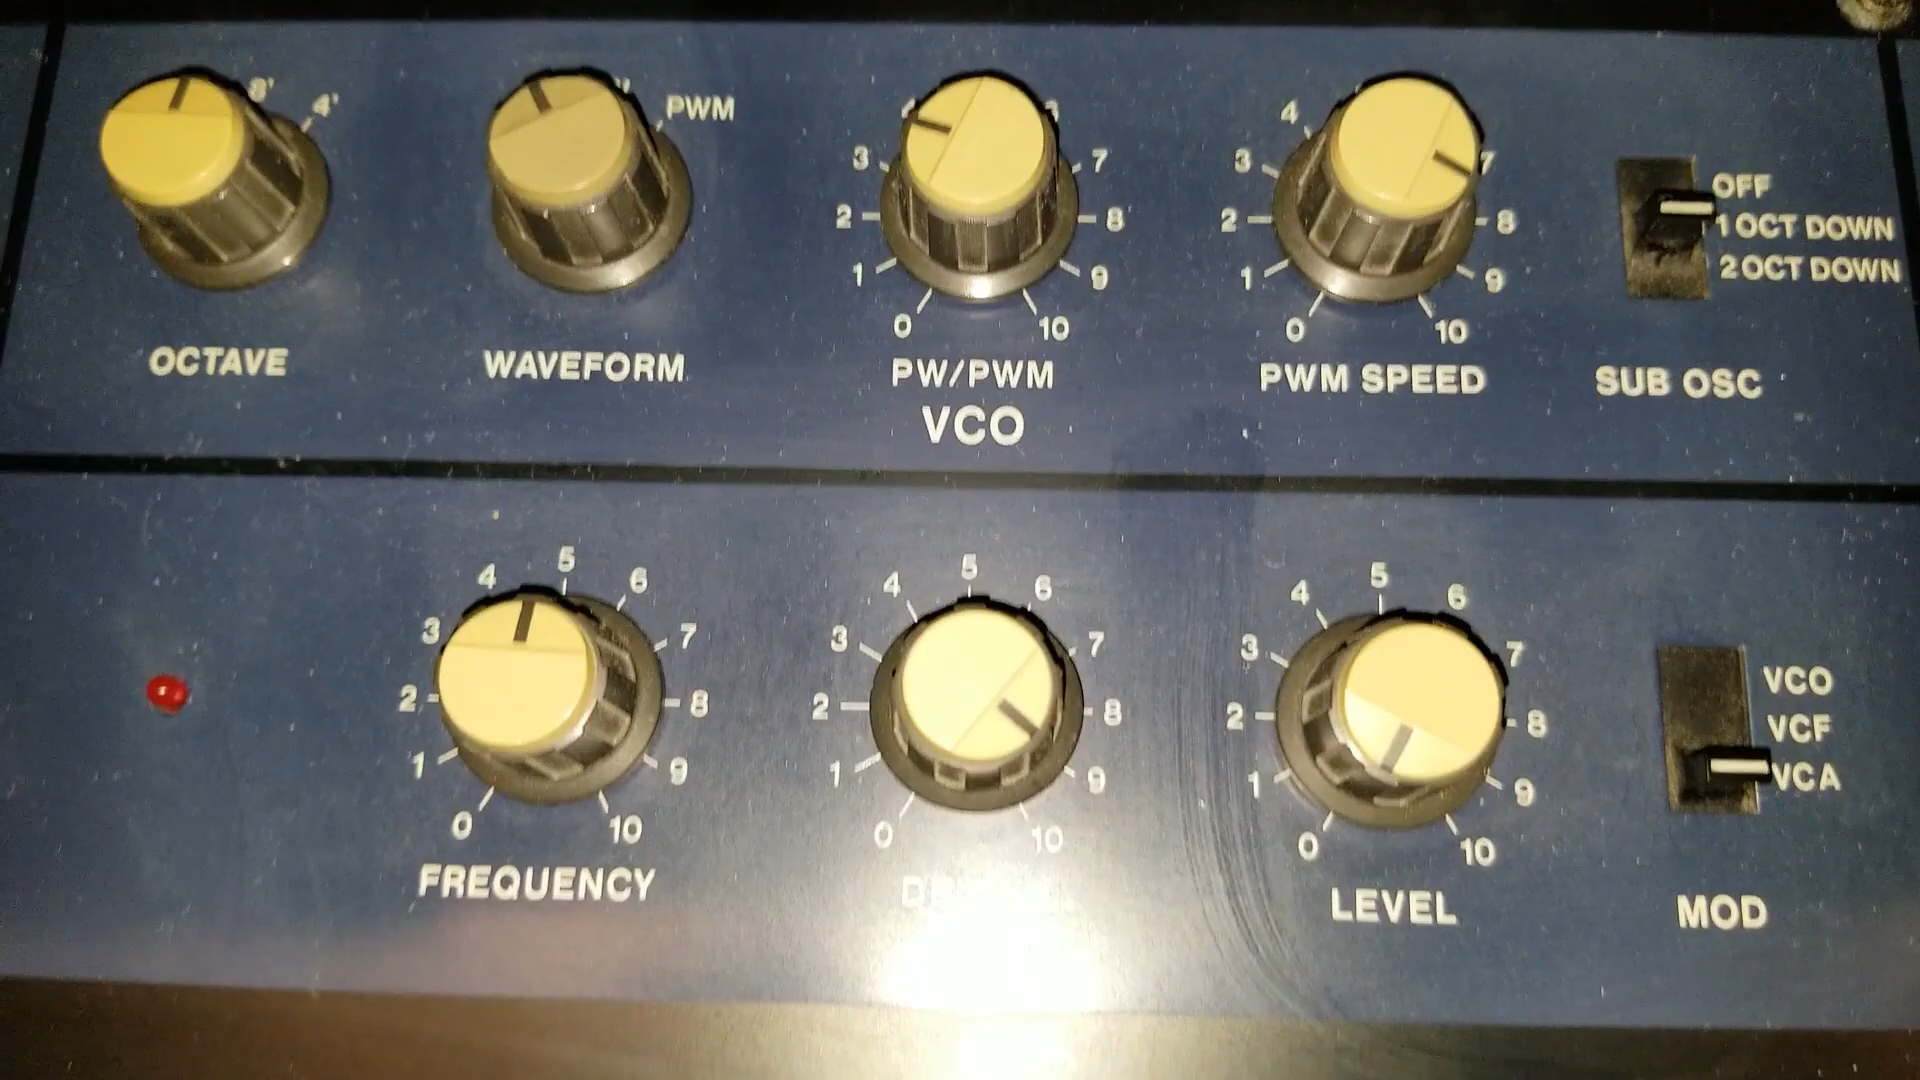 8' 4'
PWM
4 3 2 1 0 7 8 9 10
4 3 2 1 0 7 8 9 10
OFF
1 OCT DOWN
2 OCT DOWN
OCTAVE
WAVEFORM
PW/PWM
PWM SPEED
SUB OSC
VCO
0 1 2 3 4 5 6 7 8 9 10
0 1 2 3 4 5 6 7 8 9 10
0 1 2 3 4 5 6 7 8 9 10
VCO
VCF
VCA
FREQUENCY
LEVEL
MOD